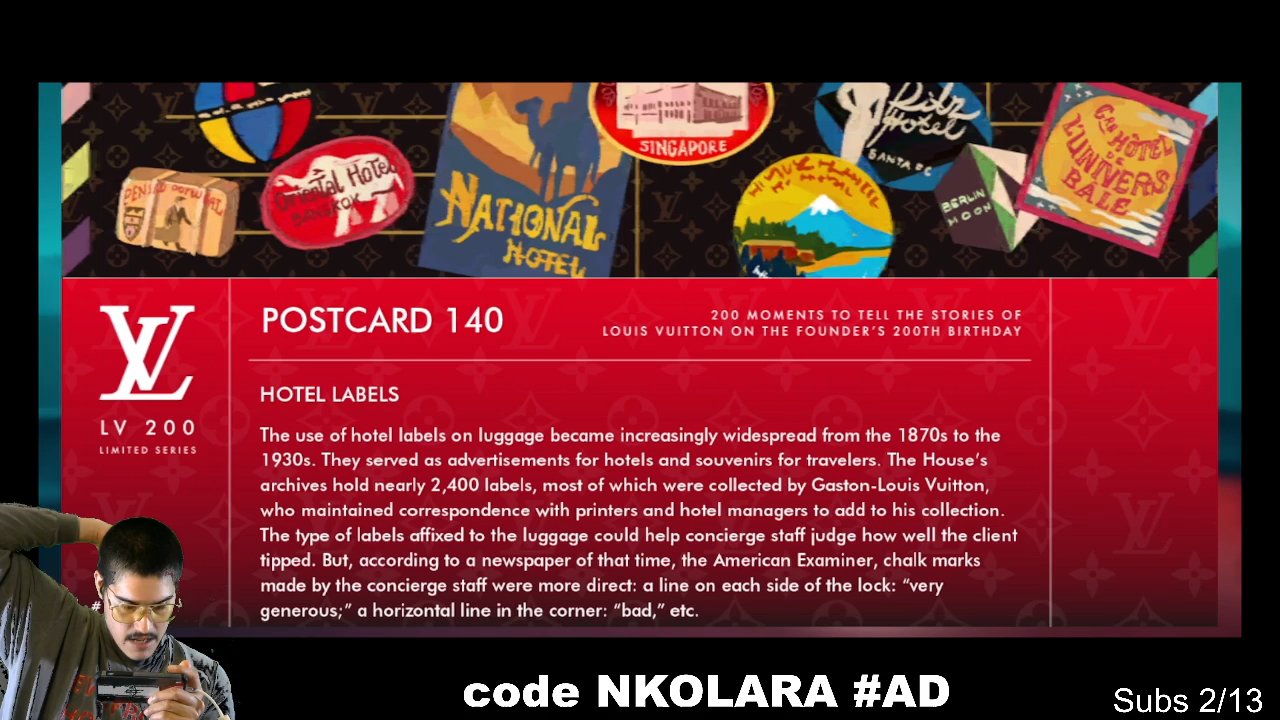 SINGAPORE
Ritz
Hotel
SANTA DE
Oriental Hotel
BANGKOK
NATIONAL
HOTEL
BERLIN
MOON
GRD HÔTEL
DE
L'UNIVERS
BALE
LV
POSTCARD 140
200 MOMENTS TO TELL THE STORIES OF
LOUIS VUITTON ON THE FOUNDER'S 200TH BIRTHDAY
LV 200
LIMITED SERIES
HOTEL LABELS
The use of hotel labels on luggage became increasingly widespread from the 1870s to the
1930s. They served as advertisements for hotels and souvenirs for travelers. The House's
archives hold nearly 2,400 labels, most of which were collected by Gaston-Louis Vuitton,
who maintained correspondence with printers and hotel managers to add to his collection.
The type of labels affixed to the luggage could help concierge staff judge how well the client
tipped. But, according to a newspaper of that time, the American Examiner, chalk marks
made by the concierge staff were more direct: a line on each side of the lock: “very
generous;” a horizontal line in the corner: “bad,” etc.
#
code NKOLARA #AD
Subs 2/13